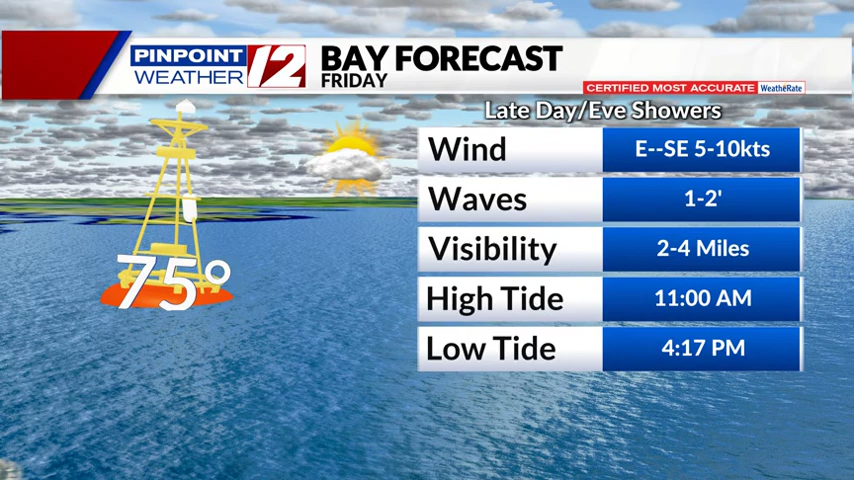 PINPOINT
WEATHER 12
BAY FORECAST
FRIDAY
CERTIFIED MOST ACCURATE WeatheRate
Late Day/Eve Showers
Wind E--SE 5-10kts
Waves 1-2'
Visibility 2-4 Miles
High Tide 11:00 AM
Low Tide 4:17 PM
75°